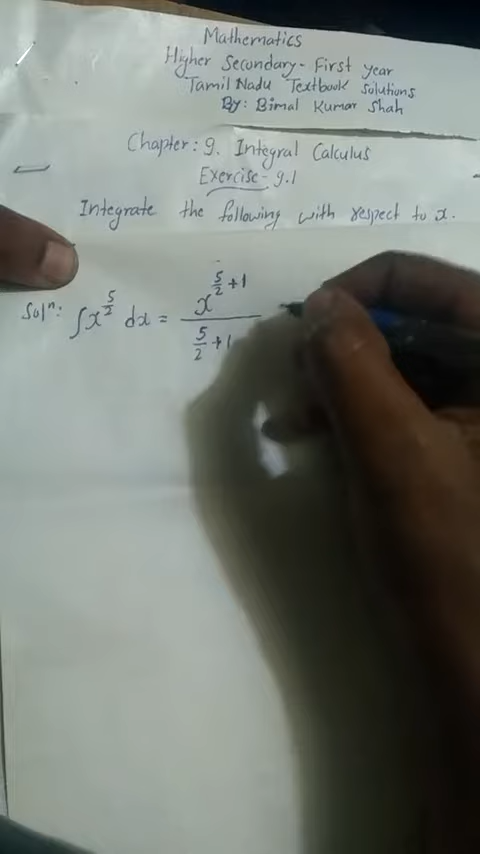 Mathematics
Higher Secondary - First Year
Tamil Nadu Textbook Solutions
By: Bimal Kumar Shah
Chapter: 9. Integral Calculus
Exercise - 9.1
Integrate the following with respect to x.
Solⁿ: ∫x^(5/2) dx = x^(5/2 + 1) / (5/2 + 1)